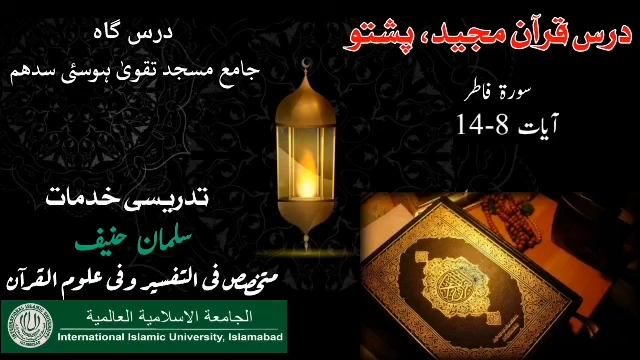 درس قرآن مجید، پشتو
سورة فاطر
آیات 8-14
درس گاہ
جامع مسجد تقویٰ ہوسئی سدھم
تدریسی خدمات
سلمان حنیف
متخصص فی التفسیر و فی علوم القرآن
الجامعة الاسلامية العالمية
International Islamic University, Islamabad